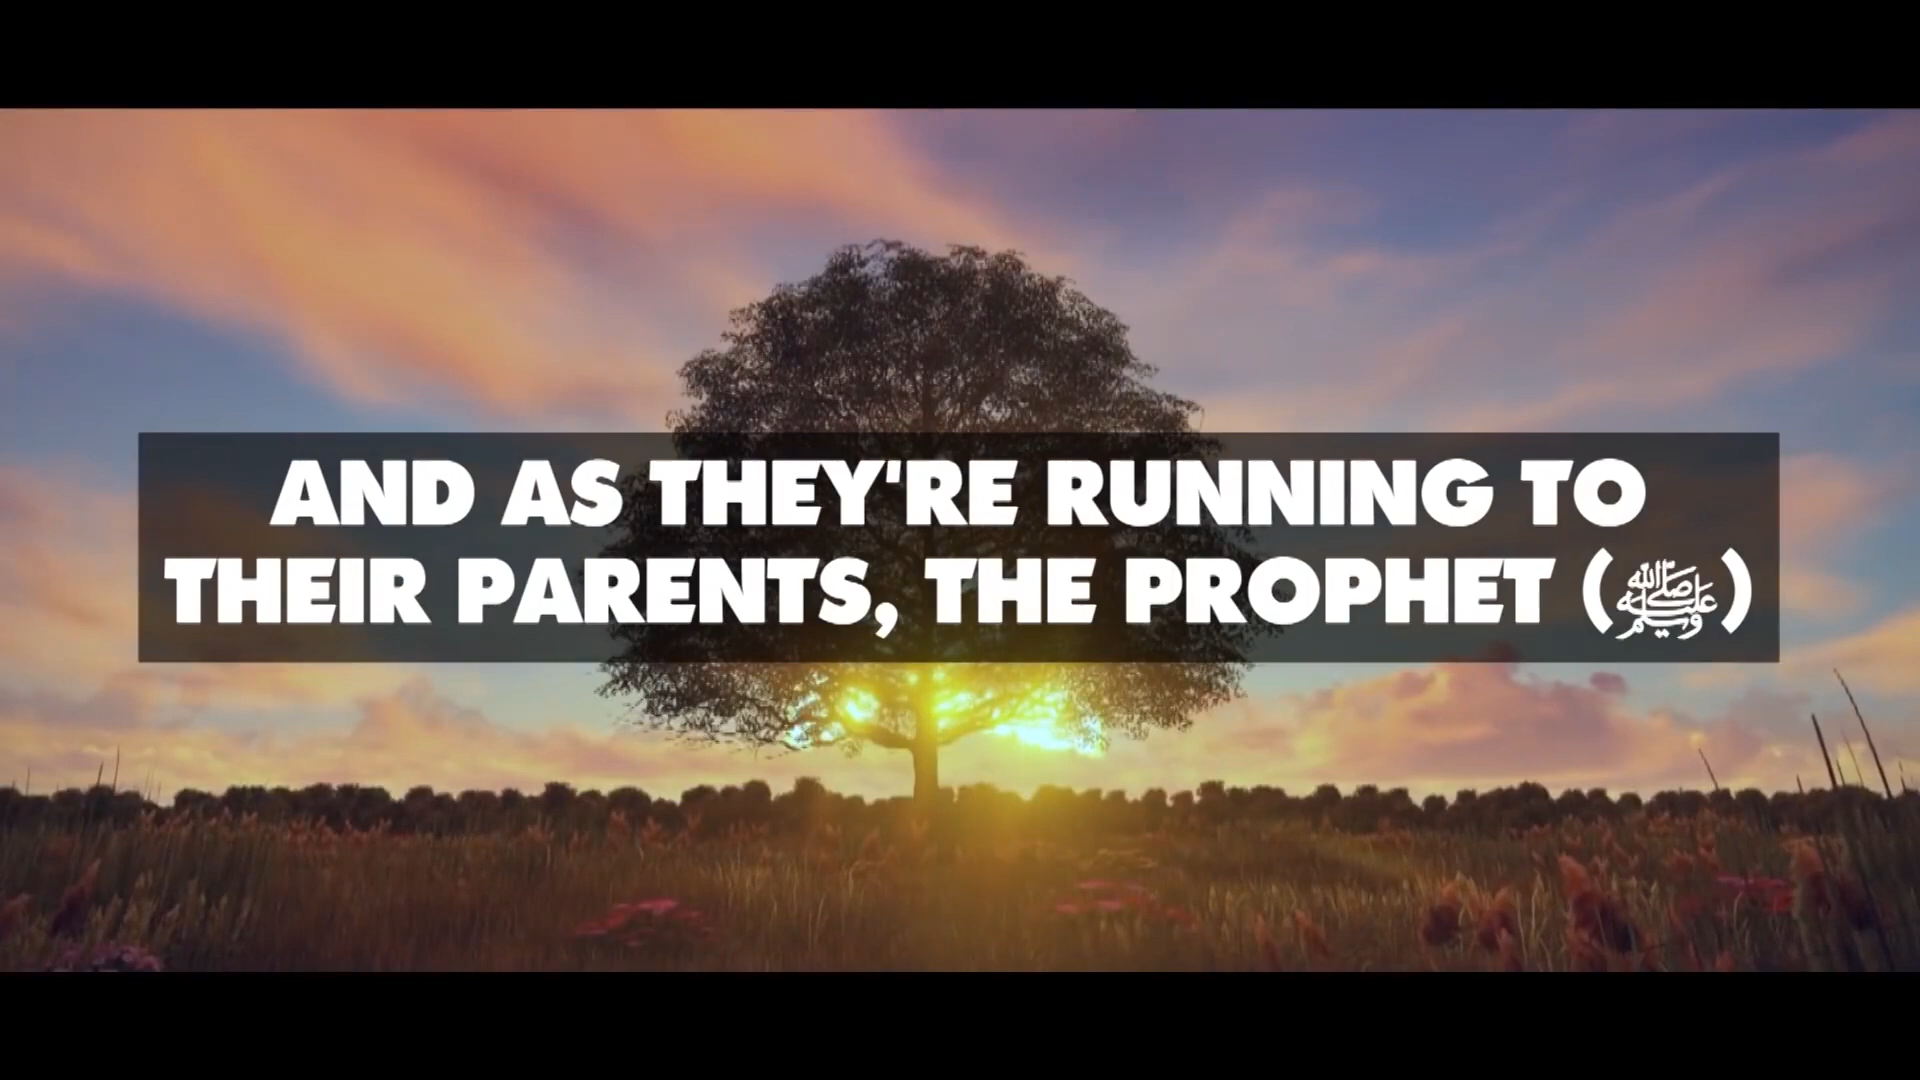 AND AS THEY'RE RUNNING TO
THEIR PARENTS, THE PROPHET (ﷺ)